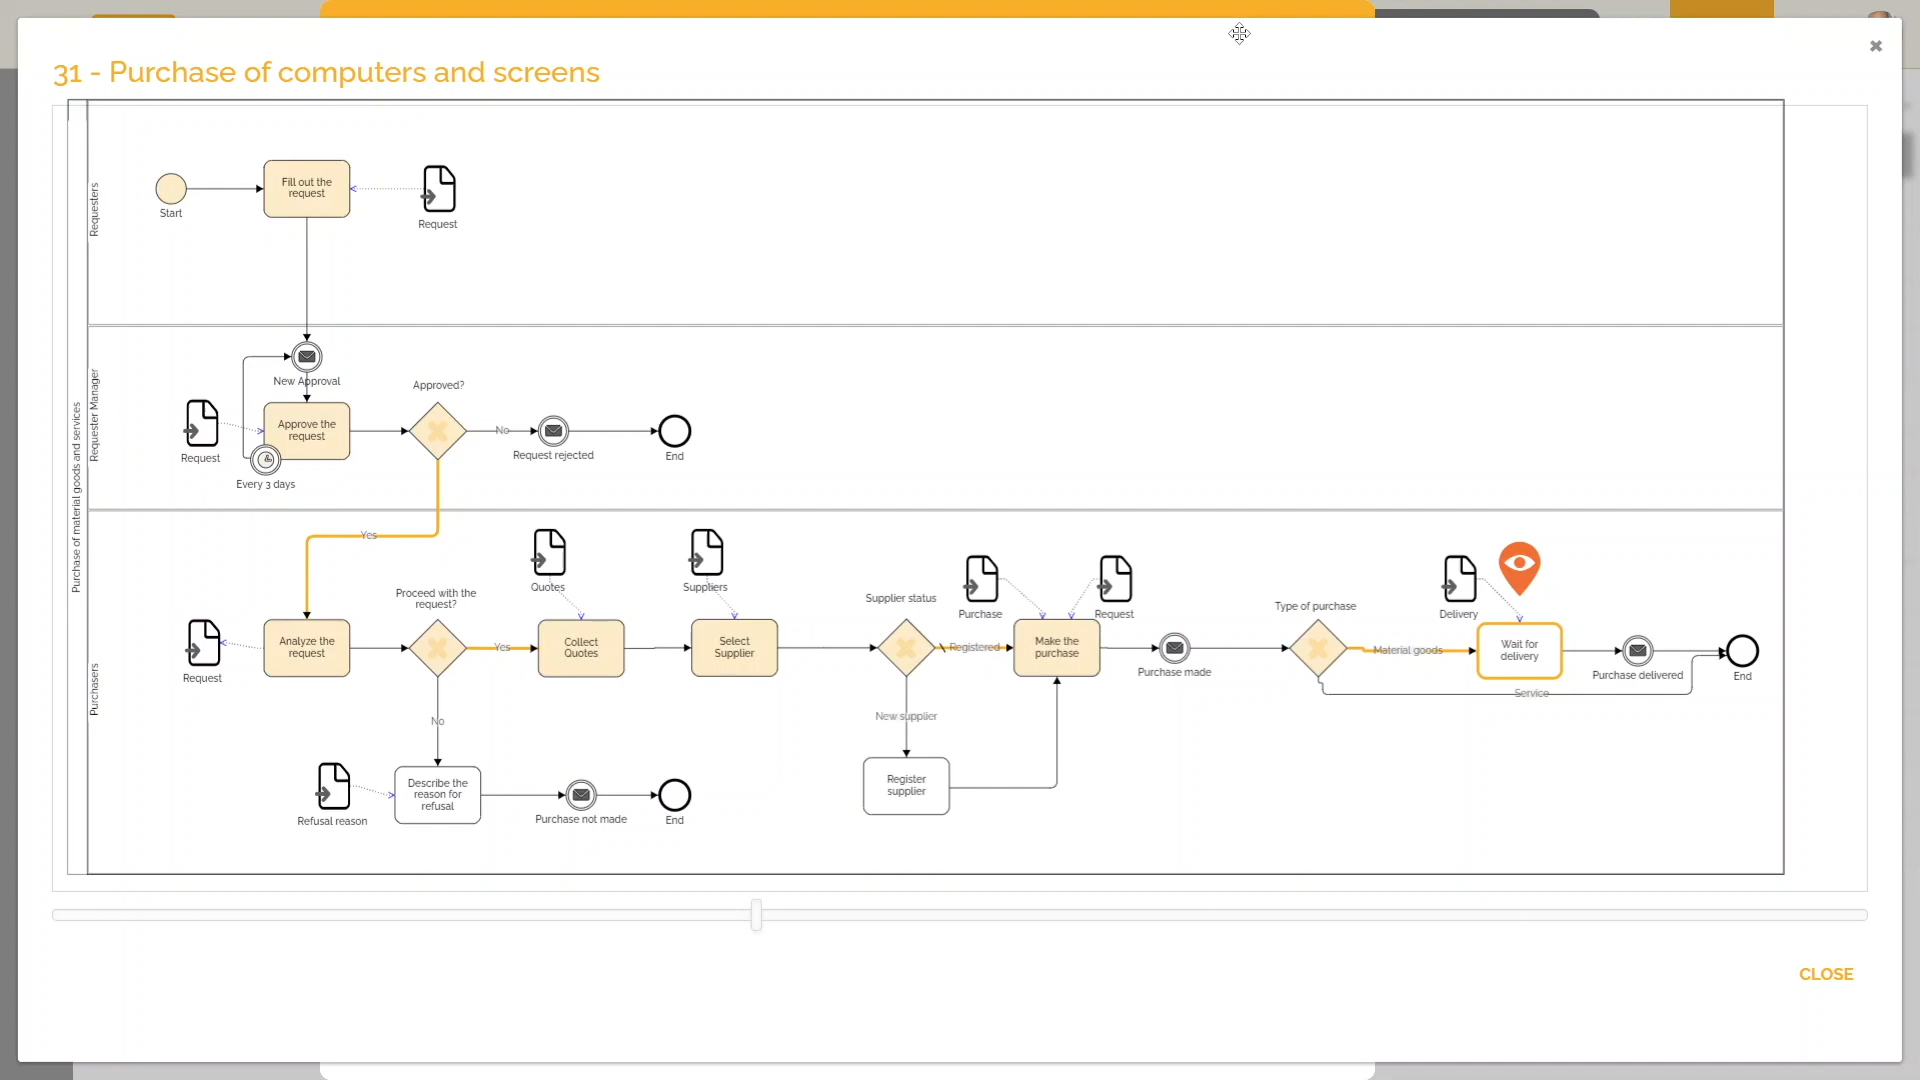 31 - Purchase of computers and screens
Purchase of material goods and services
Requesters
Start
Fill out the
request
Request
Requester Manager
New Approval
Request
Approve the
request
Every 3 days
Approved?
No
Request rejected
End
Yes
Purchasers
Request
Analyze the
request
Proceed with the
request?
Yes
Quotes
Collect
Quotes
Suppliers
Select
Supplier
Supplier status
Registered
Purchase
Request
Make the
purchase
Purchase made
Type of purchase
Material goods
Delivery
Wait for
delivery
Purchase delivered
End
Service
No
New supplier
Register
supplier
Refusal reason
Describe the
reason for
refusal
Purchase not made
End
CLOSE